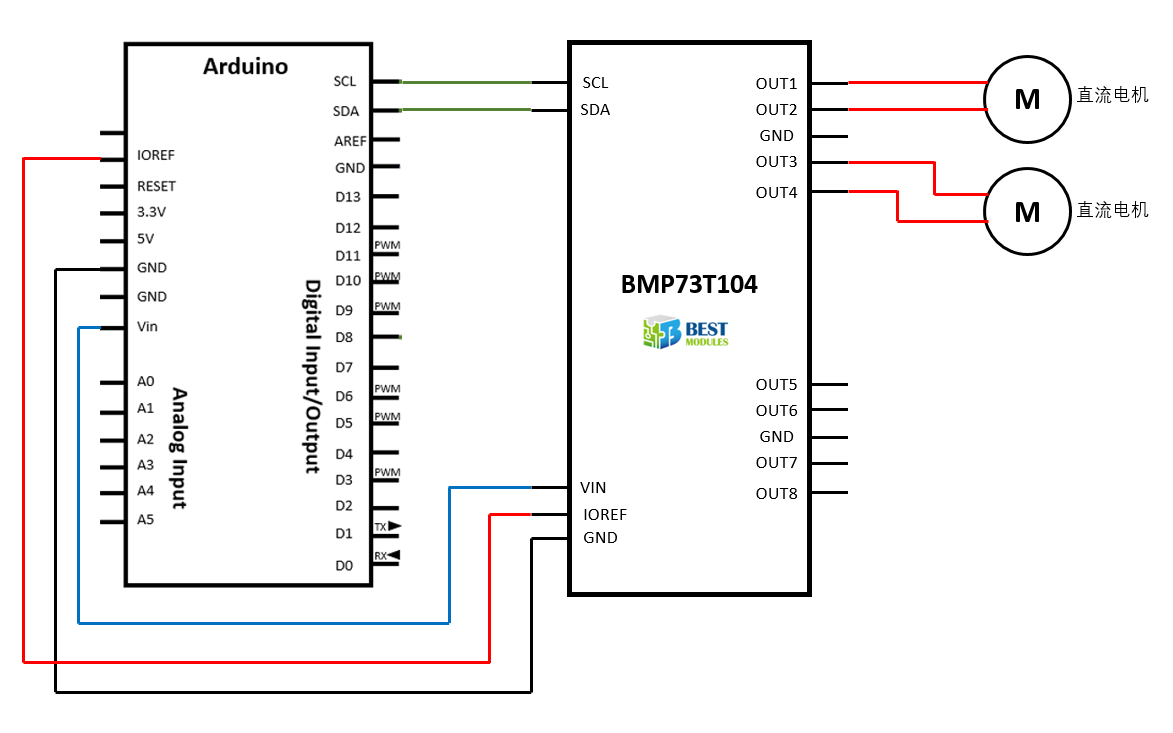 Arduino
IOREF
RESET
3.3V
5V
GND
GND
Vin
A0
A1
A2
A3
A4
A5
Analog Input
Digital Input/Output
SCL
SDA
AREF
GND
D13
D12
D11 PWM
D10 PWM
D9 PWM
D8
D7
D6 PWM
D5 PWM
D4
D3 PWM
D2
D1 TX
D0 RX
SCL
SDA
VIN
IOREF
GND
BMP73T104
BEST
MODULES
OUT1
OUT2
GND
OUT3
OUT4
OUT5
OUT6
GND
OUT7
OUT8
M 直流电机
M 直流电机